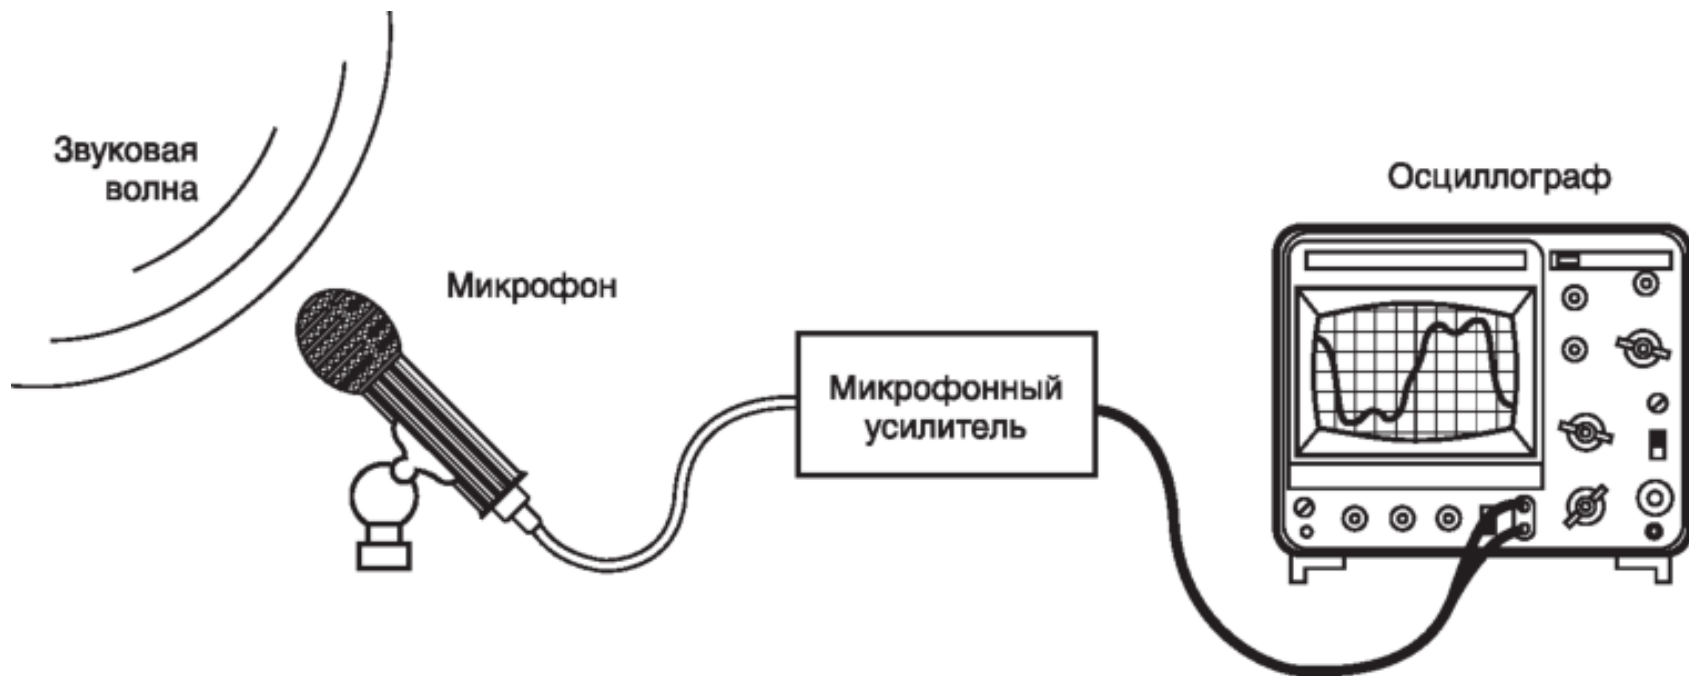 Звуковая
волна
Микрофон
Микрофонный
усилитель
Осциллограф